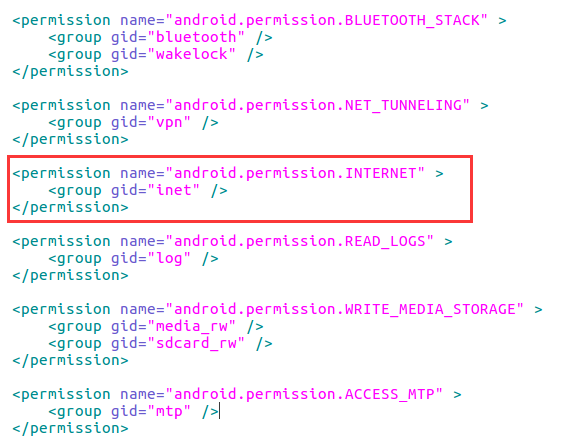 <permission name="android.permission.BLUETOOTH_STACK" >
    <group gid="bluetooth" />
    <group gid="wakelock" />
</permission>
<permission name="android.permission.NET_TUNNELING" >
    <group gid="vpn" />
</permission>
<permission name="android.permission.INTERNET" >
    <group gid="inet" />
</permission>
<permission name="android.permission.READ_LOGS" >
    <group gid="log" />
</permission>
<permission name="android.permission.WRITE_MEDIA_STORAGE" >
    <group gid="media_rw" />
    <group gid="sdcard_rw" />
</permission>
<permission name="android.permission.ACCESS_MTP" >
    <group gid="mtp" />
</permission>